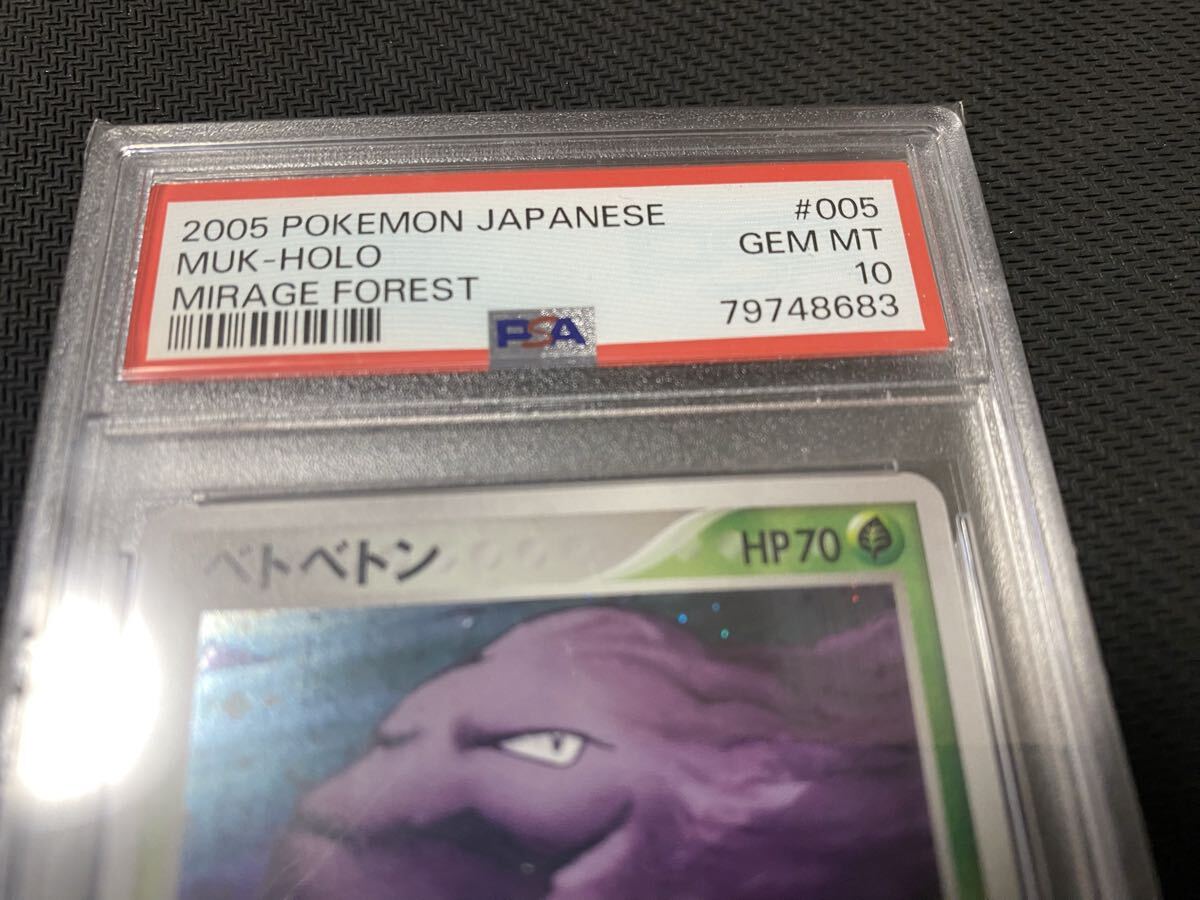 2005 POKEMON JAPANESE #005
MUK-HOLO GEM MT
MIRAGE FOREST 10
79748683
PSA
ベトベトン HP70